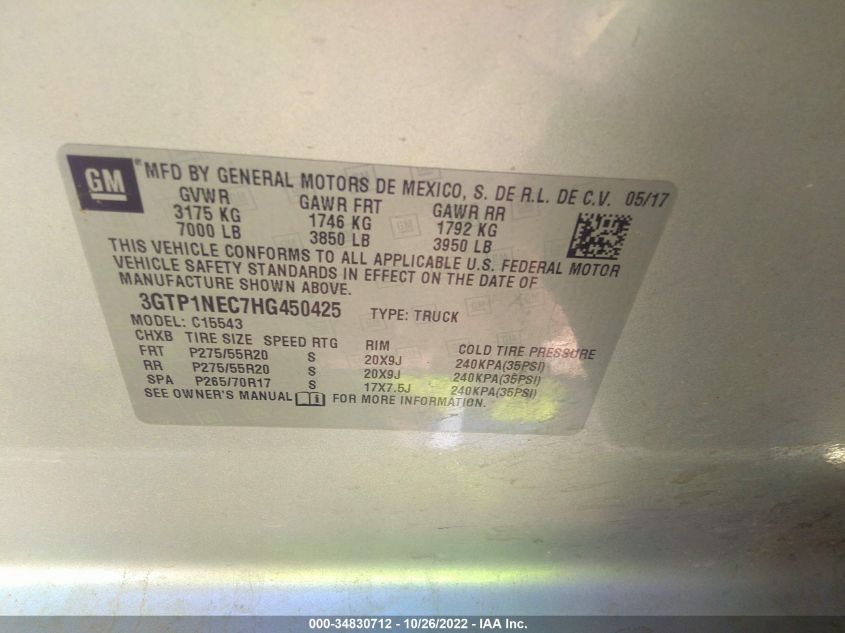 GM
MFD BY GENERAL MOTORS DE MEXICO, S. DE R.L. DE C.V. 05/17
GVWR GAWR FRT GAWR RR
3175 KG 1746 KG 1792 KG
7000 LB 3850 LB 3950 LB
THIS VEHICLE CONFORMS TO ALL APPLICABLE U.S. FEDERAL MOTOR
VEHICLE SAFETY STANDARDS IN EFFECT ON THE DATE OF
MANUFACTURE SHOWN ABOVE.
3GTP1NEC7HG450425 TYPE: TRUCK
MODEL: C15543
CHXB TIRE SIZE SPEED RTG RIM COLD TIRE PRESSURE
FRT P275/55R20 S 20X9J 240KPA(35PSI)
RR P275/55R20 S 20X9J 240KPA(35PSI)
SPA P265/70R17 S 17X7.5J 240KPA(35PSI)
SEE OWNER'S MANUAL FOR MORE INFORMATION.
000-34830712 - 10/26/2022 - IAA Inc.